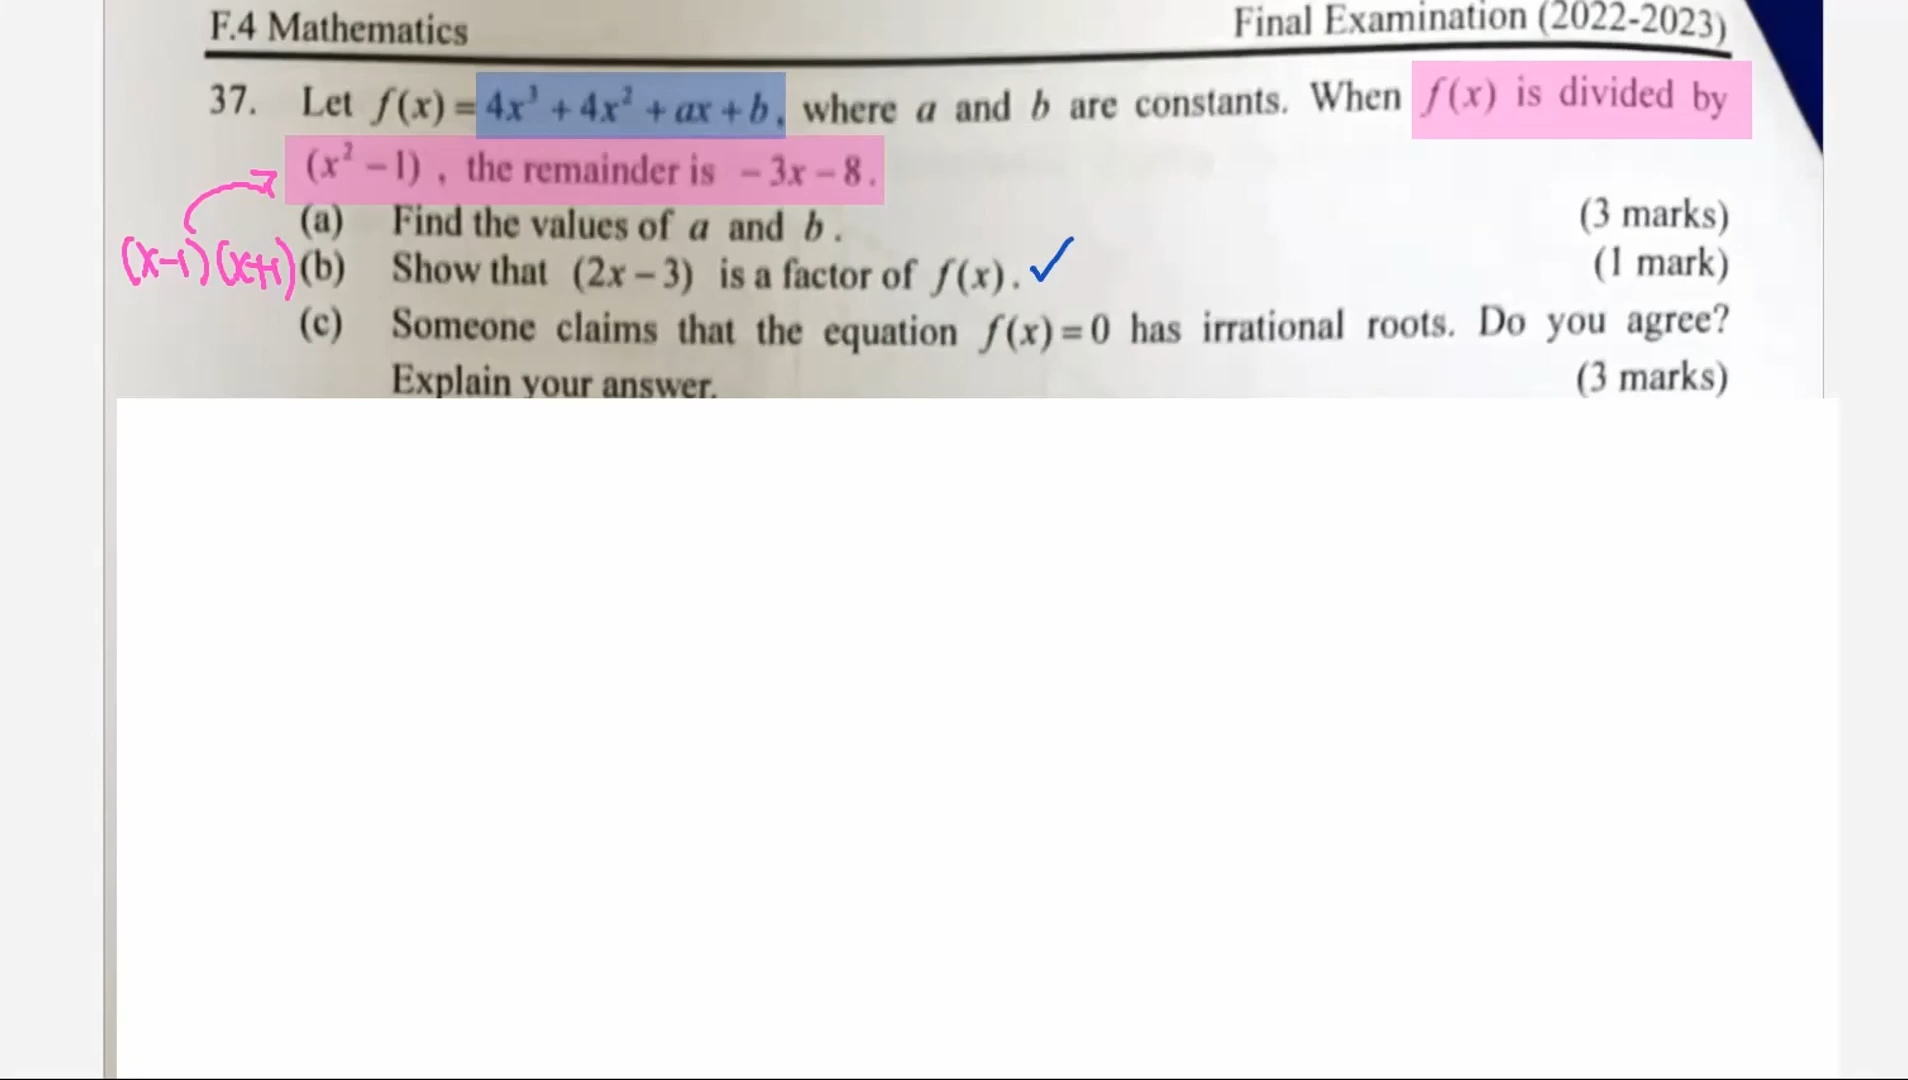 F.4 Mathematics Final Examination (2022-2023)
37. Let f(x) = 4x³ + 4x² + ax + b, where a and b are constants. When f(x) is divided by
(x² – 1), the remainder is – 3x – 8.
(a) Find the values of a and b. (3 marks)
(x-1)(x+1)
(b) Show that (2x – 3) is a factor of f(x). ✓ (1 mark)
(c) Someone claims that the equation f(x) = 0 has irrational roots. Do you agree?
Explain your answer. (3 marks)